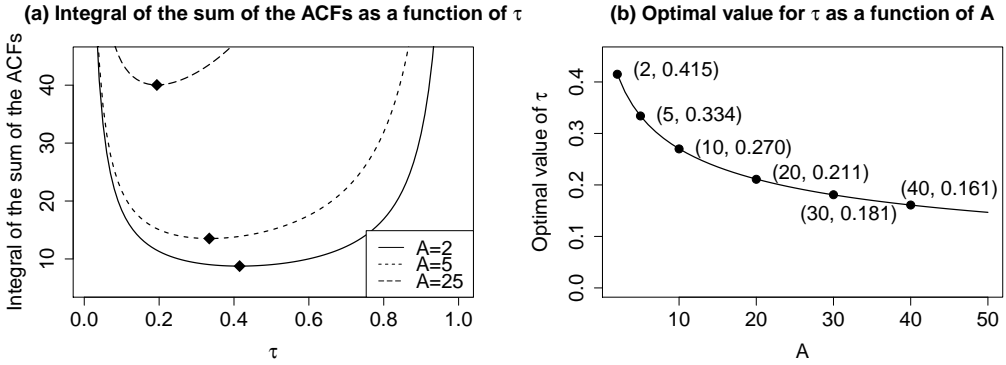 (a) Integral of the sum of the ACFs as a function of τ
Integral of the sum of the ACFs
40
30
20
10
0.0 0.2 0.4 0.6 0.8 1.0
τ
A=2
A=5
A=25
(b) Optimal value for τ as a function of A
Optimal value of τ
0.4
0.3
0.2
0.1
0.0
(2, 0.415)
(5, 0.334)
(10, 0.270)
(20, 0.211)
(30, 0.181)
(40, 0.161)
10 20 30 40 50
A